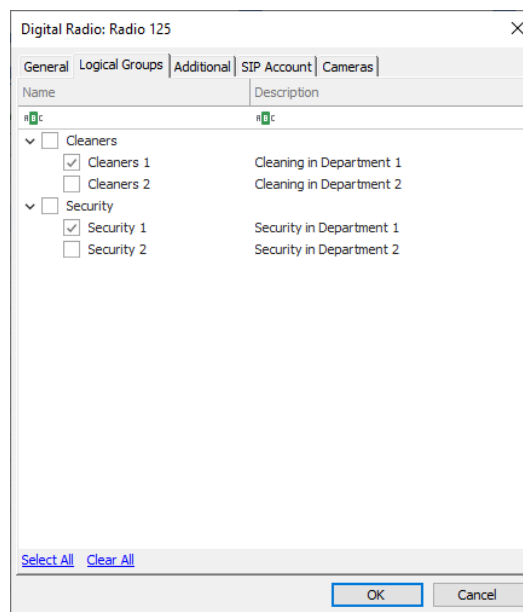 Digital Radio: Radio 125
General Logical Groups Additional SIP Account Cameras
Name Description
ABC ABC
Cleaners
Cleaners 1 Cleaning in Department 1
Cleaners 2 Cleaning in Department 2
Security
Security 1 Security in Department 1
Security 2 Security in Department 2
Select All Clear All
OK Cancel